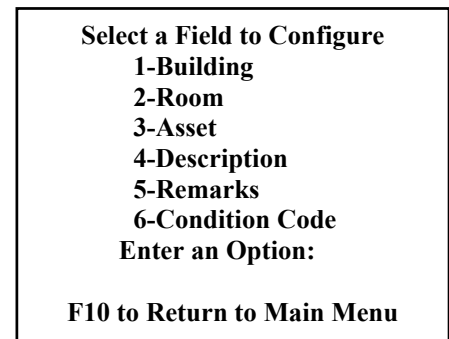 Select a Field to Configure
1-Building
2-Room
3-Asset
4-Description
5-Remarks
6-Condition Code
Enter an Option:
F10 to Return to Main Menu